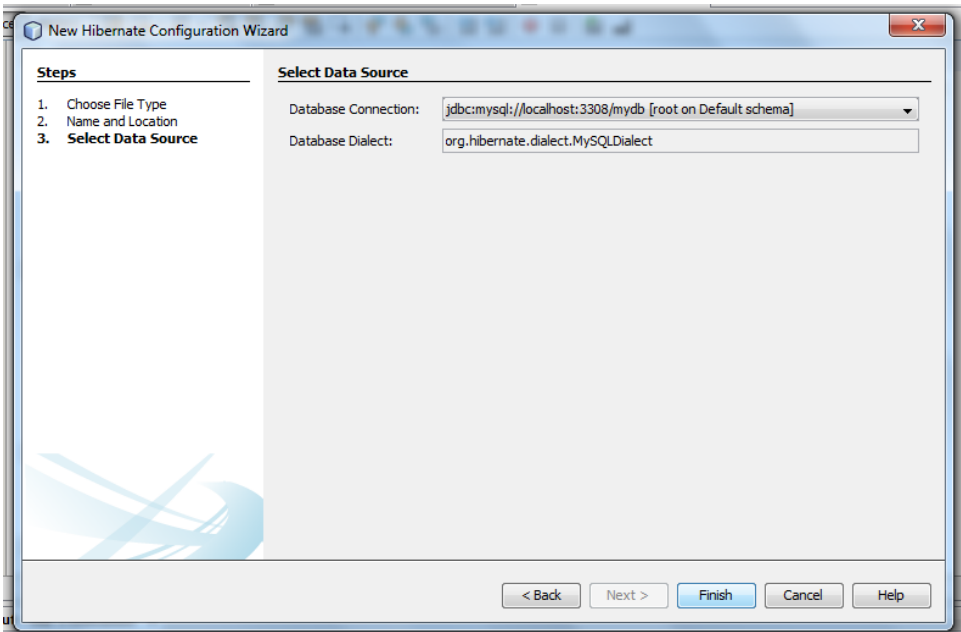 New Hibernate Configuration Wizard
Steps
1. Choose File Type
2. Name and Location
3. Select Data Source
Select Data Source
Database Connection: jdbc:mysql://localhost:3308/mydb [root on Default schema]
Database Dialect: org.hibernate.dialect.MySQLDialect
< Back Next > Finish Cancel Help